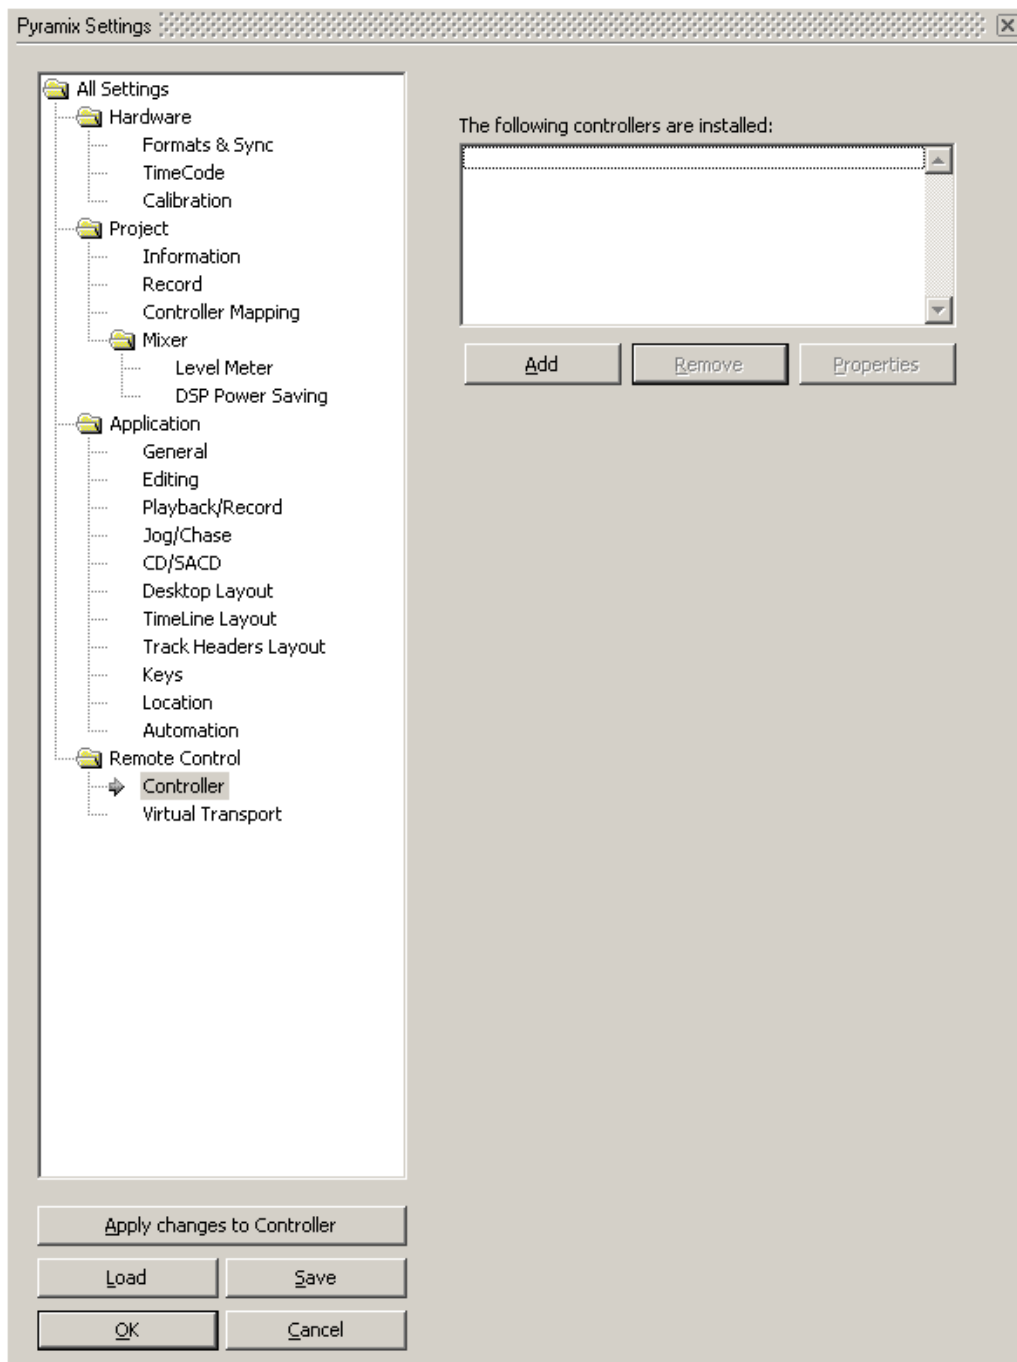 Pyramix Settings
All Settings
Hardware
Formats & Sync
TimeCode
Calibration
Project
Information
Record
Controller Mapping
Mixer
Level Meter
DSP Power Saving
Application
General
Editing
Playback/Record
Jog/Chase
CD/SACD
Desktop Layout
TimeLine Layout
Track Headers Layout
Keys
Location
Automation
Remote Control
Controller
Virtual Transport
Apply changes to Controller
Load Save
OK Cancel
The following controllers are installed:
Add Remove Properties